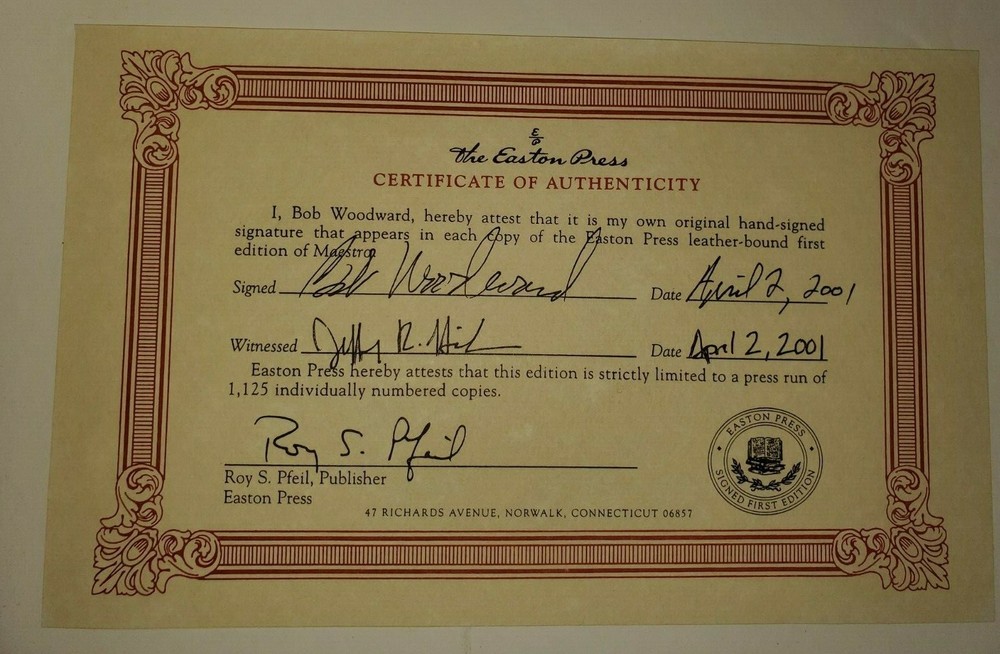 E
P
The Easton Press
CERTIFICATE OF AUTHENTICITY
I, Bob Woodward, hereby attest that it is my own original hand-signed
signature that appears in each copy of the Easton Press leather-bound first
edition of Maestro.
Signed Bob Woodward Date April 2, 2001
Witnessed Date April 2, 2001
Easton Press hereby attests that this edition is strictly limited to a press run of
1,125 individually numbered copies.
Roy S. Pfeil
Roy S. Pfeil, Publisher
Easton Press
47 RICHARDS AVENUE, NORWALK, CONNECTICUT 06857
EASTON PRESS
SIGNED FIRST EDITION